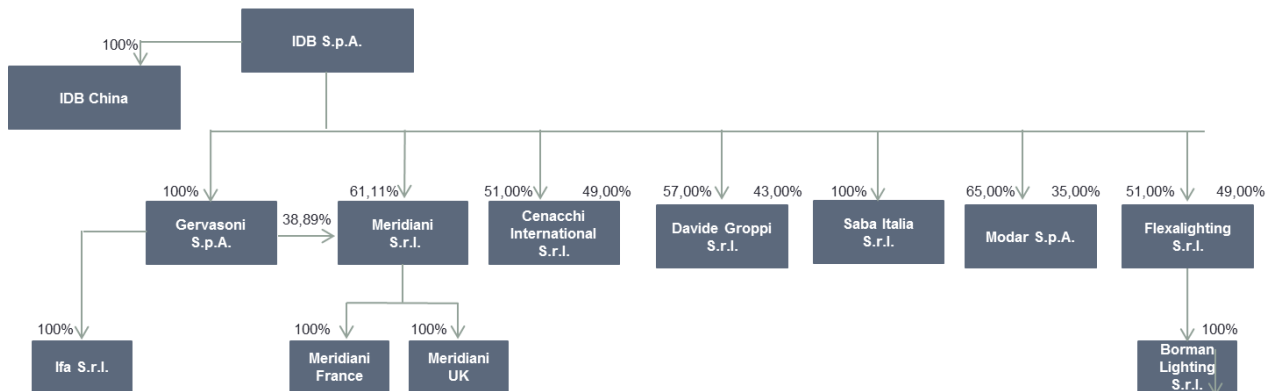 IDB S.p.A.
100%
IDB China
100%
61,11%
51,00%
49,00%
57,00%
43,00%
100%
65,00%
35,00%
51,00%
49,00%
Gervasoni
S.p.A.
38,89%
Meridiani
S.r.l.
Cenacchi
International
S.r.l.
Davide Groppi
S.r.l.
Saba Italia
S.r.l.
Modar S.p.A.
Flexalighting
S.r.l.
100%
100%
100%
100%
Ifa S.r.l.
Meridiani
France
Meridiani
UK
Borman
Lighting
S.r.l.